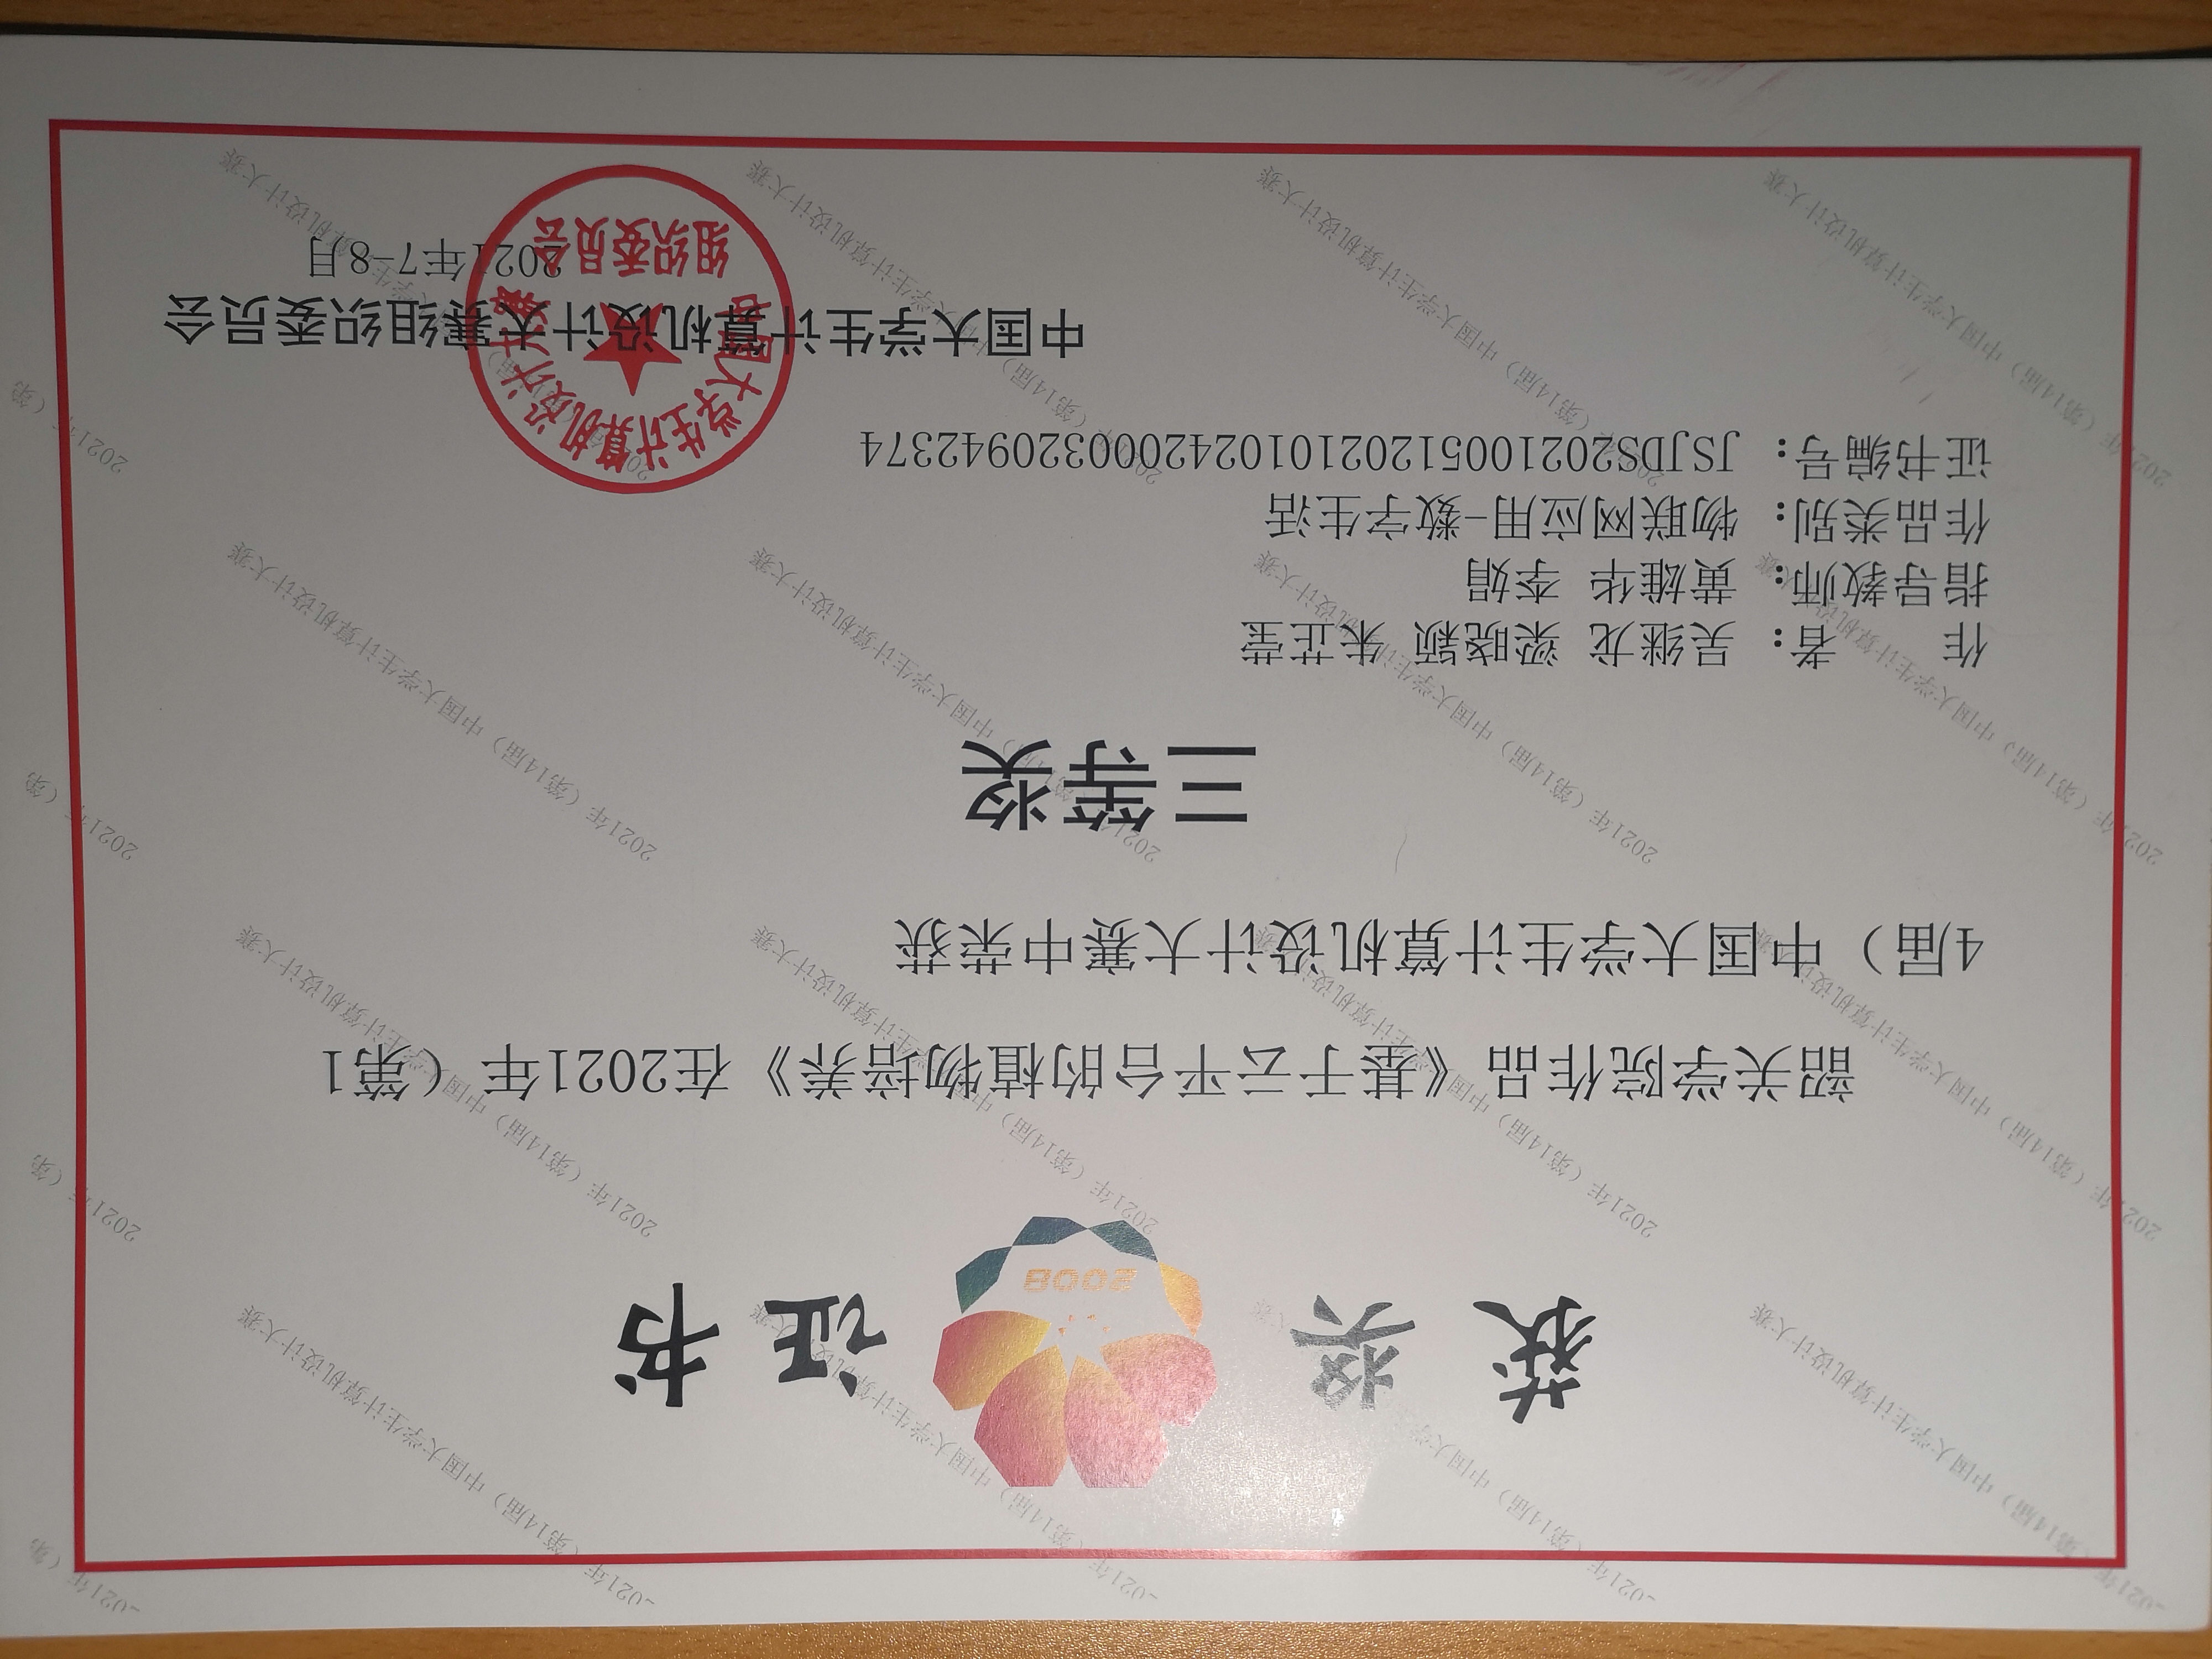 获奖证书
2008
韶关学院作品《基于云平台的植物培养》在2021年（第1
4届）中国大学生计算机设计大赛中荣获
三等奖
作 者： 吴继龙 梁晓颖 朱芷莹
指导教师： 黄雄华 李娟
作品类别： 物联网应用-数字生活
证书编号： JSJDS20210051202101024200032094​2374
中国大学生计算机设计大赛组织委员会
2021年7-8月
中国大学生计算机设计大赛
组织委员会
2021年（第14届）中国大学生计算机设计大赛